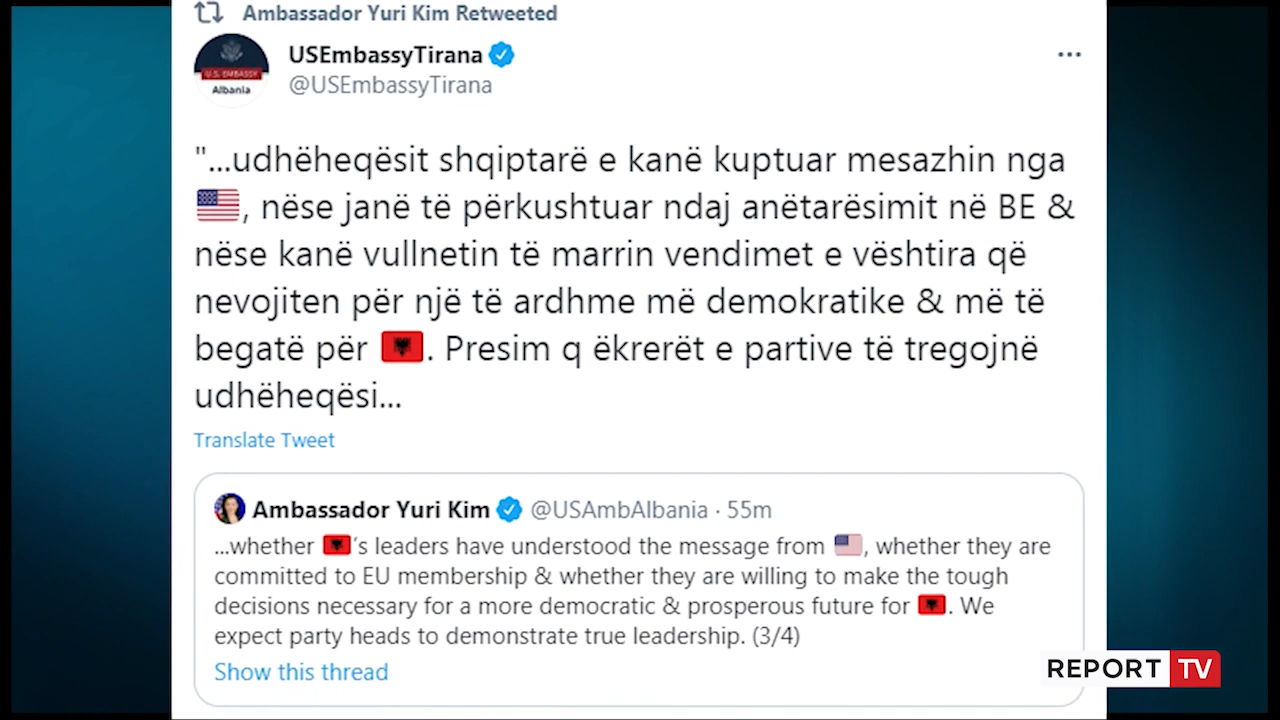 Ambassador Yuri Kim Retweeted
USEmbassyTirana
@USEmbassyTirana
U.S. EMBASSY
Albania
"...udhëheqësit shqiptarë e kanë kuptuar mesazhin nga
🇺🇸, nëse janë të përkushtuar ndaj anëtarësimit në BE &
nëse kanë vullnetin të marrin vendimet e vështira që
nevojiten për një të ardhme më demokratike & më të
begatë për 🇦🇱. Presim q ëkrerët e partive të tregojnë
udhëheqësi...
Translate Tweet
Ambassador Yuri Kim @USAmbAlbania · 55m
...whether 🇦🇱's leaders have understood the message from 🇺🇸, whether they are
committed to EU membership & whether they are willing to make the tough
decisions necessary for a more democratic & prosperous future for 🇦🇱. We
expect party heads to demonstrate true leadership. (3/4)
Show this thread
REPORT TV